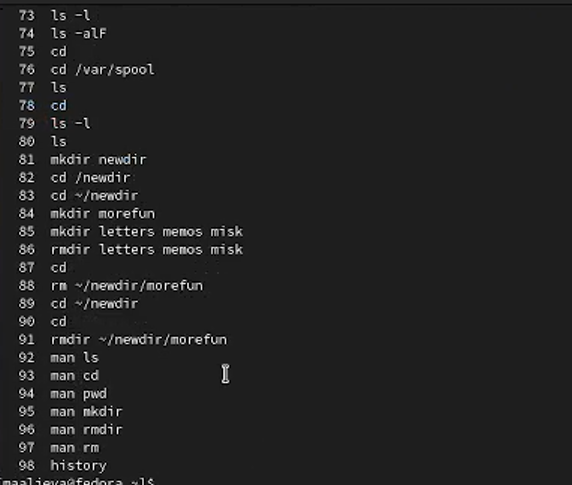 73 ls -l
74 ls -alF
75 cd
76 cd /var/spool
77 ls
78 cd
79 ls -l
80 ls
81 mkdir newdir
82 cd /newdir
83 cd ~/newdir
84 mkdir morefun
85 mkdir letters memos misk
86 rmdir letters memos misk
87 cd
88 rm ~/newdir/morefun
89 cd ~/newdir
90 cd
91 rmdir ~/newdir/morefun
92 man ls
93 man cd
94 man pwd
95 man mkdir
96 man rmdir
97 man rm
98 history
[maalieva@fedora ~]$